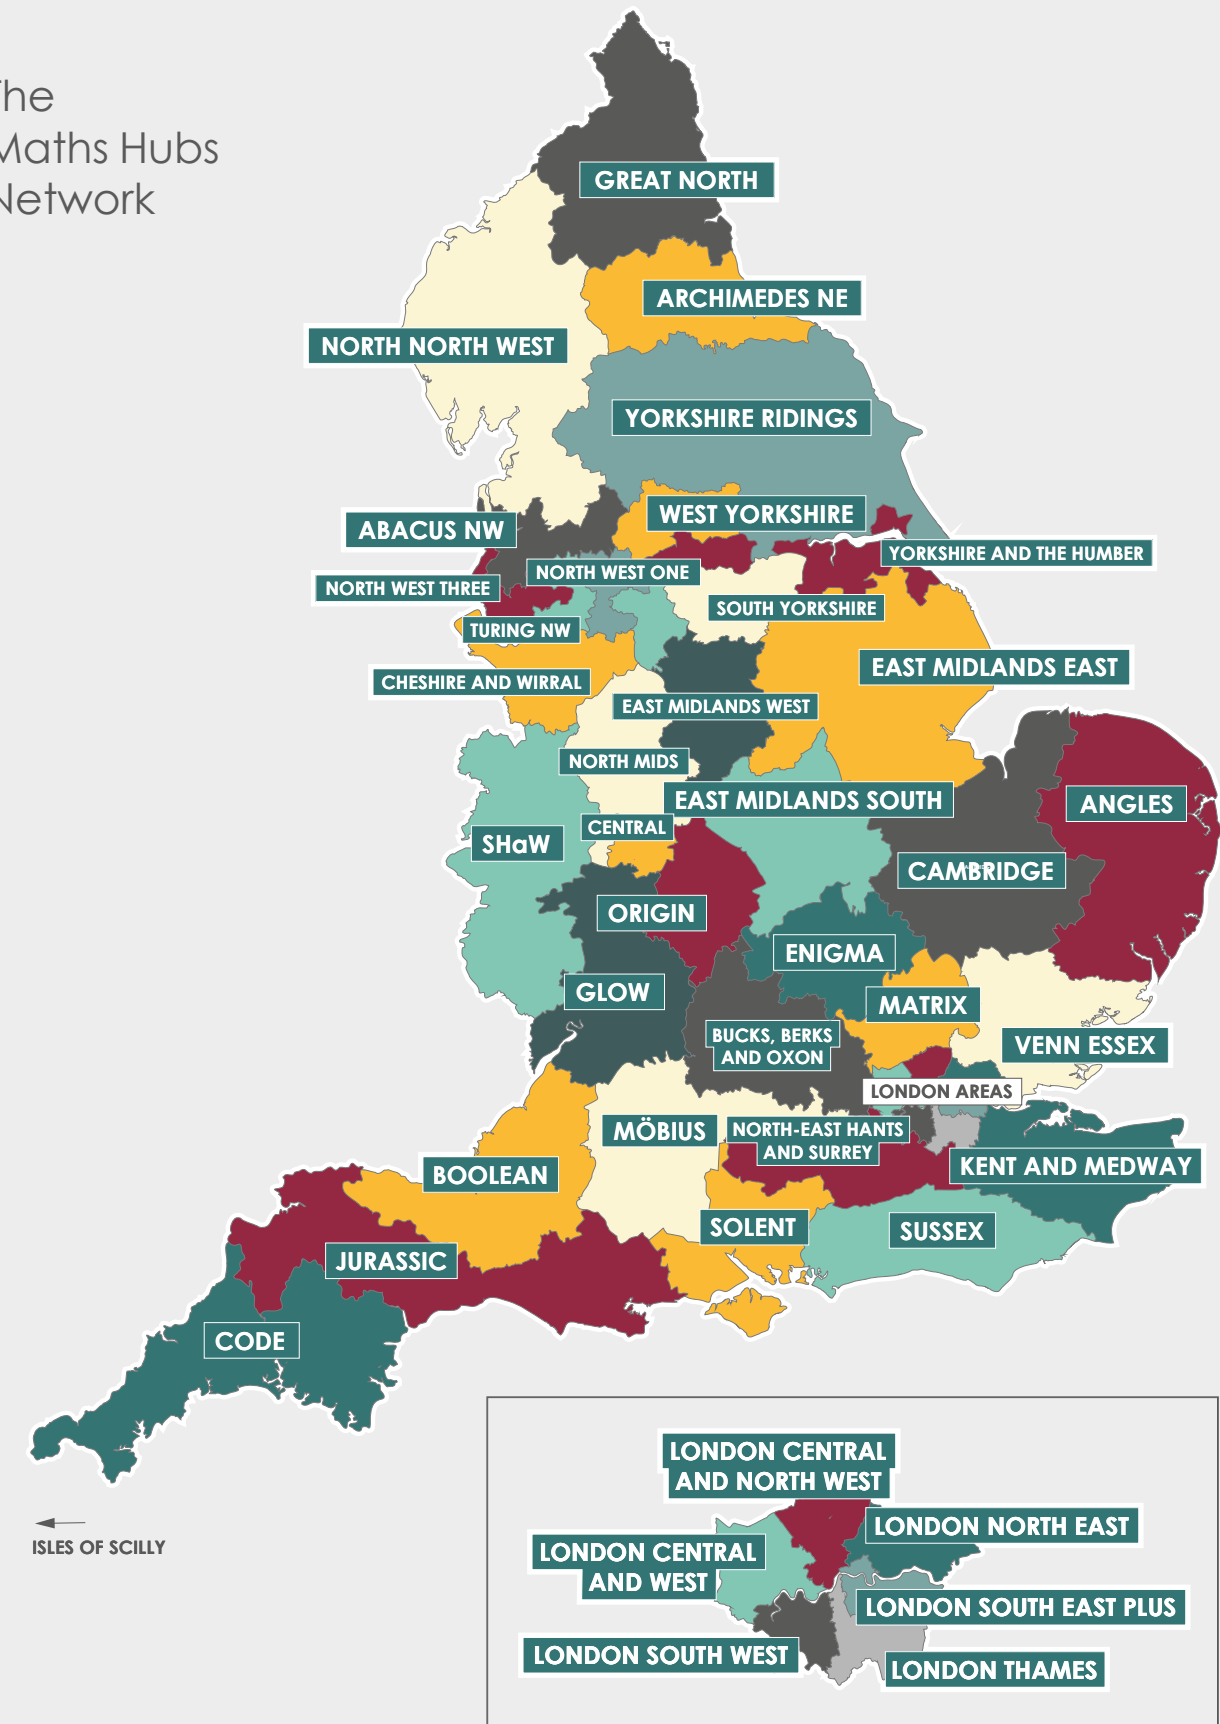 he
Maths Hubs
Network
GREAT NORTH
ARCHIMEDES NE
NORTH NORTH WEST
YORKSHIRE RIDINGS
WEST YORKSHIRE
ABACUS NW
YORKSHIRE AND THE HUMBER
NORTH WEST ONE
NORTH WEST THREE
SOUTH YORKSHIRE
TURING NW
EAST MIDLANDS EAST
CHESHIRE AND WIRRAL
EAST MIDLANDS WEST
NORTH MIDS
EAST MIDLANDS SOUTH
ANGLES
CENTRAL
SHaW
CAMBRIDGE
ORIGIN
ENIGMA
GLOW
MATRIX
BUCKS, BERKS
AND OXON
VENN ESSEX
LONDON AREAS
MÖBIUS
NORTH-EAST HANTS
AND SURREY
KENT AND MEDWAY
BOOLEAN
SOLENT
SUSSEX
JURASSIC
CODE
ISLES OF SCILLY
LONDON CENTRAL
AND NORTH WEST
LONDON NORTH EAST
LONDON CENTRAL
AND WEST
LONDON SOUTH EAST PLUS
LONDON SOUTH WEST
LONDON THAMES